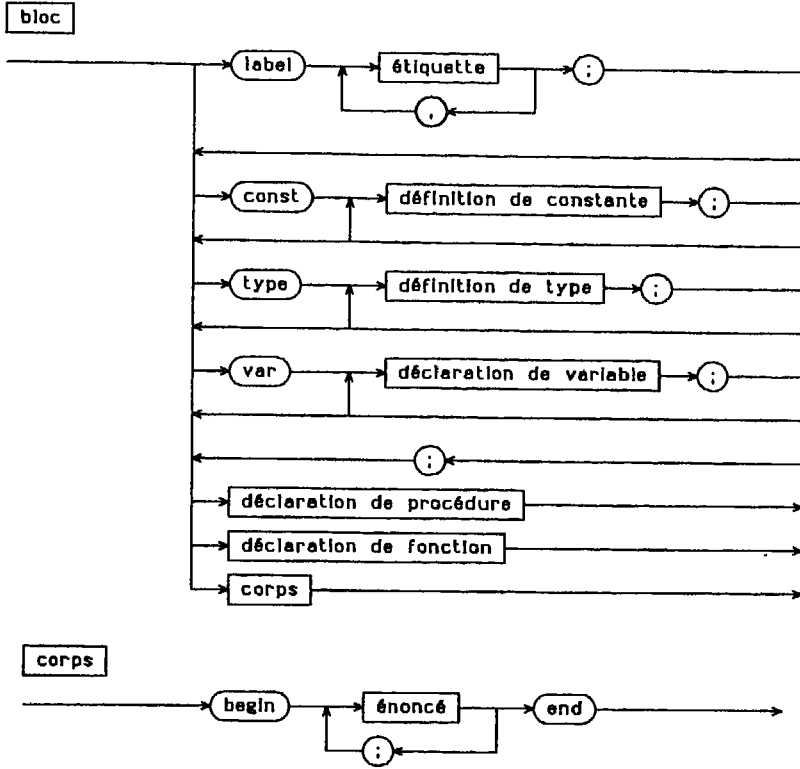 bloc
label étiquette ;
,
const définition de constante ;
type définition de type ;
var déclaration de variable ;
;
déclaration de procédure
déclaration de fonction
corps
corps
begin énoncé end
;